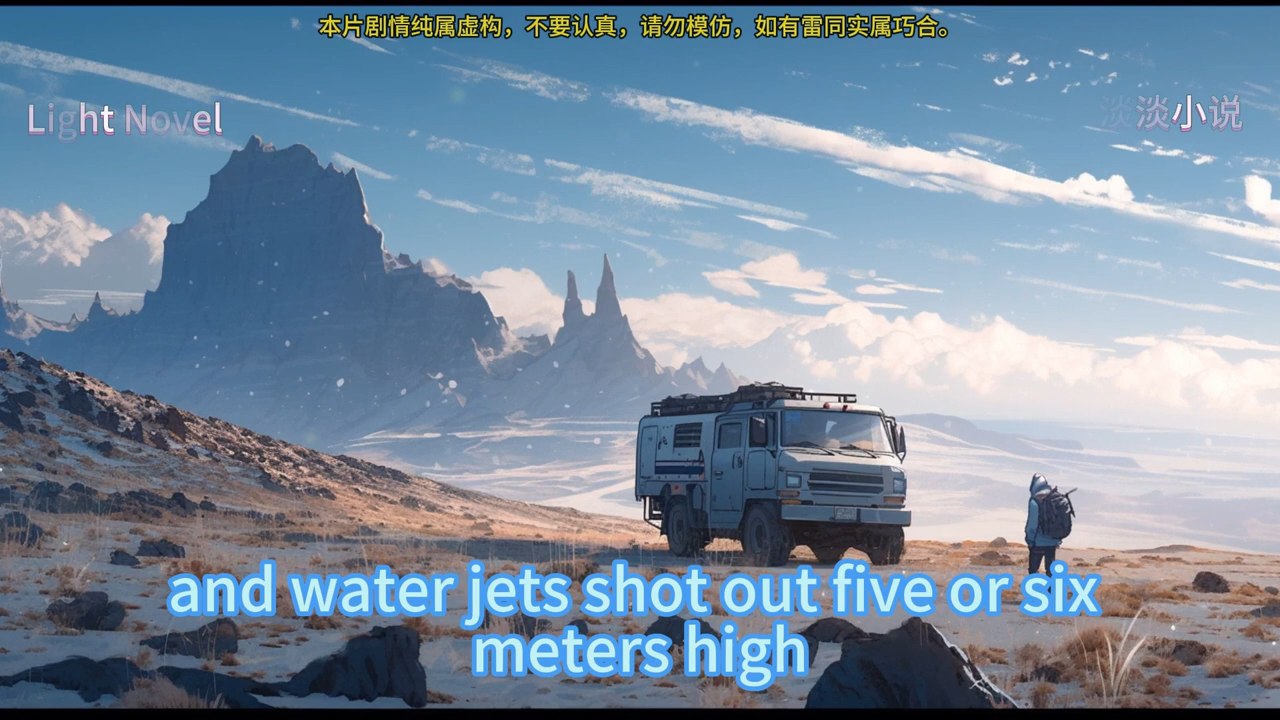 本片剧情纯属虚构，不要认真，请勿模仿，如有雷同实属巧合。
Light Novel
淡淡小说
and water jets shot out five or six
meters high